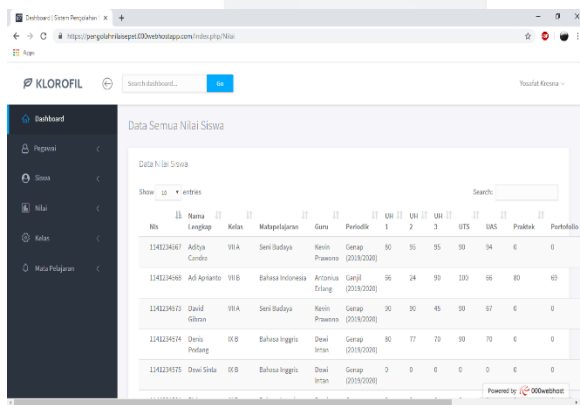 Dashboard | Sistem Pengolahan
https://pengolahnilaisepet.000webhostapp.com/index.php/Nilai
Apps
KLOROFIL
Search dashboard...
Go
Yosafat Kresna
Dashboard
Pegawai
Siswa
Nilai
Kelas
Mata Pelajaran
Data Semua Nilai Siswa
Data Nilai Siswa
Show 10 entries
Search:
Nis Nama Lengkap Kelas Matapelajaran Guru Periodik UH 1 UH 2 UH 3 UTS UAS Praktek Portofolio
1141234567 Aditya Candra VII A Seni Budaya Kevin Prawono Genap (2019/2020) 90 95 95 90 94 0 0
1141234568 Adi Aprianto VII B Bahasa Indonesia Antonius Erlang Ganjil (2019/2020) 66 24 90 100 66 80 69
1141234573 David Gibran VII A Seni Budaya Kevin Prawono Genap (2019/2020) 90 90 45 90 67 0 0
1141234574 Denis Podang IX B Bahasa Inggris Dewi Intan Genap (2019/2020) 80 77 70 90 70 0 0
1141234575 Dewi Sinta IX B Bahasa Inggris Dewi Intan Genap (2019/2020) 0 0 0 0 0 0 0
Powered by 000webhost